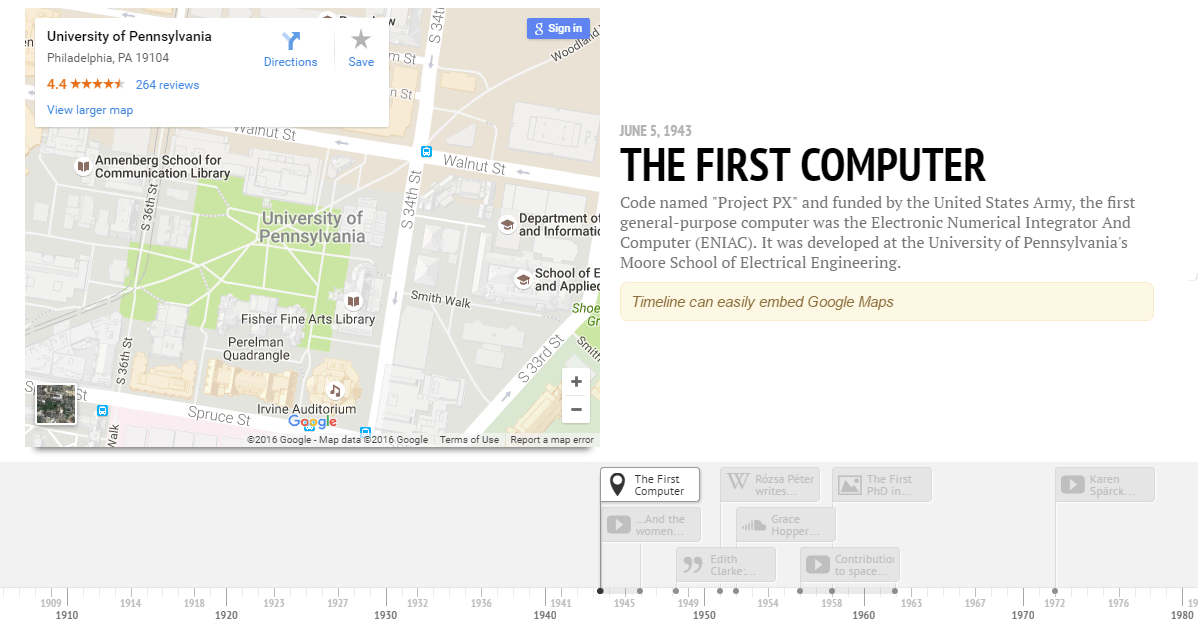 University of Pennsylvania
Philadelphia, PA 19104
4.4 264 reviews
View larger map
Directions
Save
Sign in
S 34th
Woodland
Walnut St
Walnut St
Annenberg School for
Communication Library
S 36th St
S 34th St
University of
Pennsylvania
Department of
and Informatic
School of E
and Applied
Smith Walk
Shoe
Gr
Fisher Fine Arts Library
Perelman
Quadrangle
S 36th St
S 33rd St
Smith
Irvine Auditorium
Spruce St
Walk
Google
©2016 Google - Map data ©2016 Google Terms of Use Report a map error
JUNE 5, 1943
THE FIRST COMPUTER
Code named "Project PX" and funded by the United States Army, the first
general-purpose computer was the Electronic Numerical Integrator And
Computer (ENIAC). It was developed at the University of Pennsylvania's
Moore School of Electrical Engineering.
Timeline can easily embed Google Maps
The First
Computer
Rózsa Péter
writes...
The First
PhD in...
Karen
Spärck...
...And the
women...
Grace
Hopper...
Edith
Clarke:...
Contribution
to space...
1909 1914 1918 1923 1927 1932 1936 1941 1945 1949 1954 1958 1963 1967 1972 1976
1910 1920 1930 1940 1950 1960 1970 1980